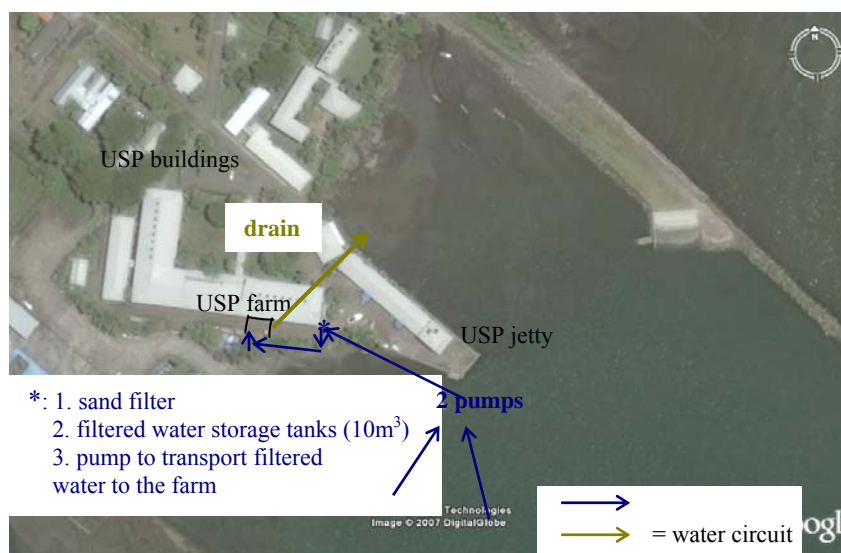 N
USP buildings
drain
USP farm
*
USP jetty
*: 1. sand filter
2. filtered water storage tanks (10m³)
3. pump to transport filtered
water to the farm
2 pumps
Technologies
Image © 2007 DigitalGlobe
= water circuit